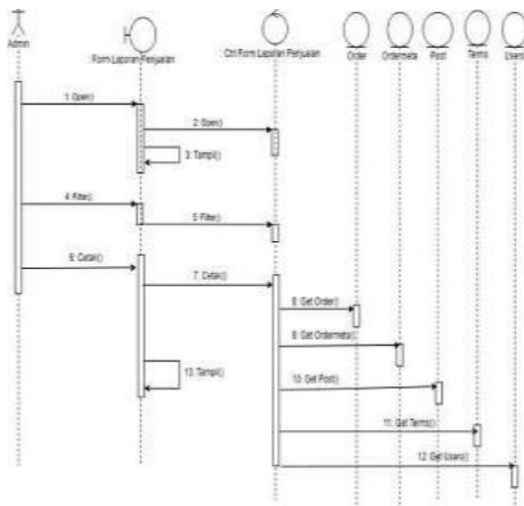 Admin
Form Laporan Penjualan
Ctrl Form Laporan Penjualan
Order
Ordermeta
Post
Terms
Users
1: Open()
2: Open()
3: Tampil()
4: Filter()
5: Filter()
6: Cetak()
7: Cetak()
8: Get Order()
9: Get Ordermeta()
13: Tampil()
10: Get Post()
11: Get Terms()
12: Get Users()